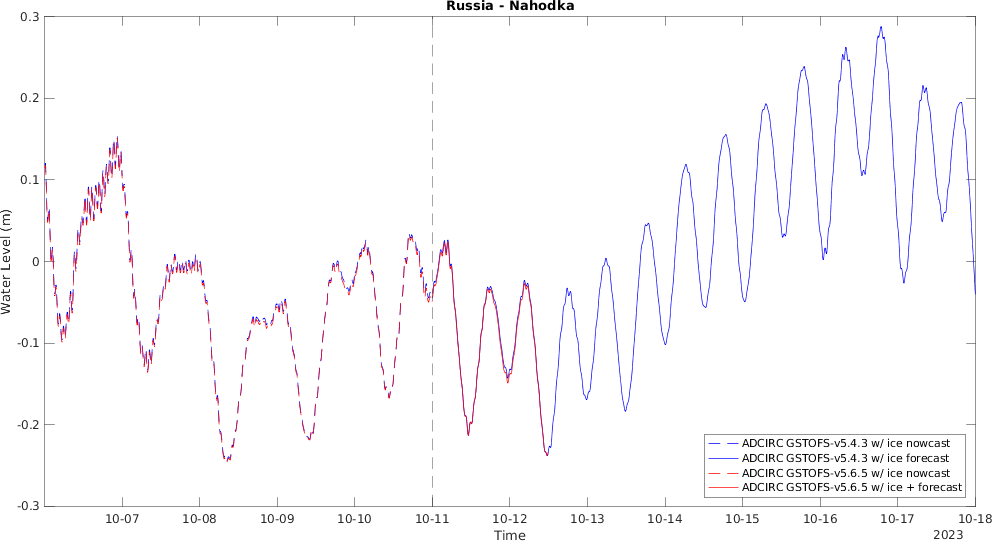 Russia - Nahodka
0.3
0.2
0.1
0
-0.1
-0.2
-0.3
Water Level (m)
10-07
10-08
10-09
10-10
10-11
10-12
10-13
10-14
10-15
10-16
10-17
10-18
Time
2023
ADCIRC GSTOFS-v5.4.3 w/ ice nowcast
ADCIRC GSTOFS-v5.4.3 w/ ice forecast
ADCIRC GSTOFS-v5.6.5 w/ ice nowcast
ADCIRC GSTOFS-v5.6.5 w/ ice + forecast